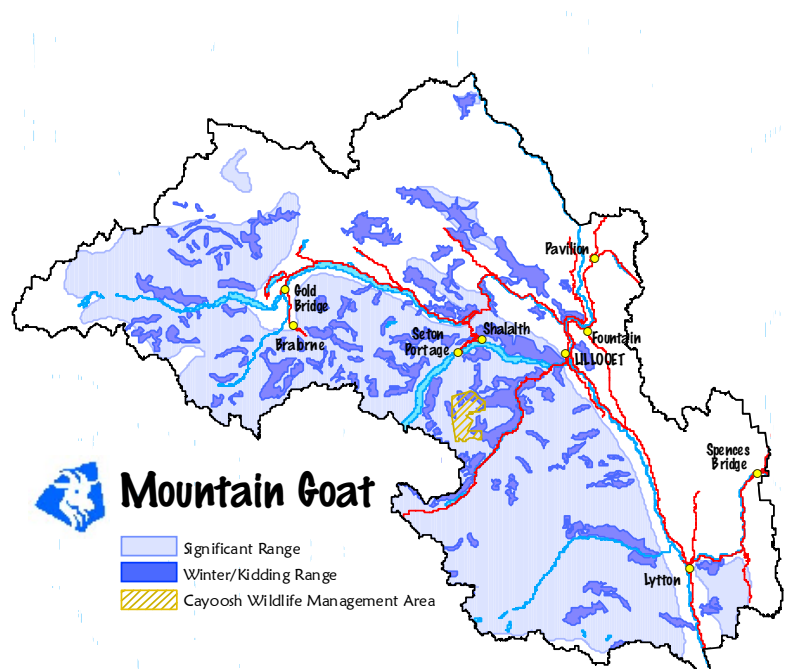 Pavilion
Gold
Bridge
Bralorne
Seton
Portage
Shalalth
Fountain
LILLOOET
Spences
Bridge
Lytton
Mountain Goat
Significant Range
Winter/Kidding Range
Cayoosh Wildlife Management Area